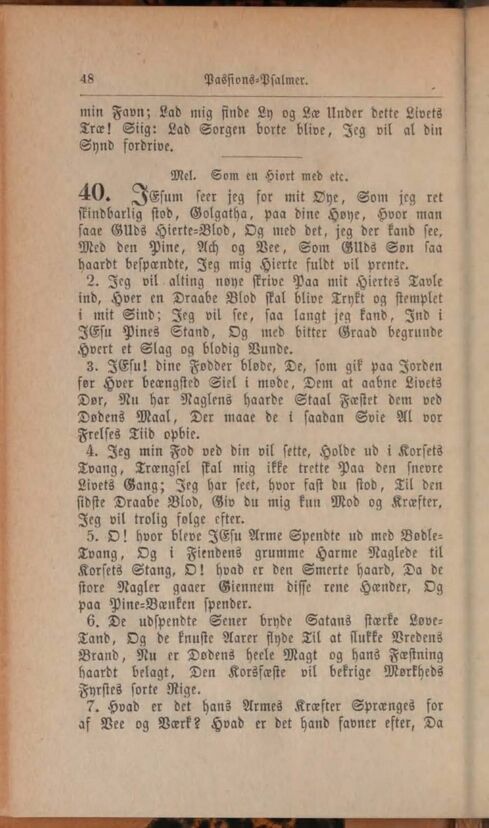 48 Passions-Psalmer.
min Favn; Lad mig finde Ly og Læ Under dette Livets
Træ! Siig: Lad Sorgen borte blive, Jeg vil al din
Synd fordrive.
Mel. Som en Hiort med etc.
40. JEsum seer jeg for mit Øye, Som jeg ret
skindbarlig stod, Golgatha, paa dine Høye, Hvor man
saae GUds Hierte-Blod, Og med det, jeg der kand see,
Med den Pine, Ach og Vee, Som GUds Søn saa
haardt bespændte, Jeg mig Hierte fuldt vil prente.
2. Jeg vil alting nøye skrive Paa mit Hiertes Tavle
ind, Hver en Draabe Blod skal blive Trykt og stemplet
i mit Sind; Jeg vil see, saa langt jeg kand, Ind i
JEsu Pines Stand, Og med bitter Graad begrunde
Hvert et Slag og blodig Vunde.
3. JEsu! dine Fødder bløde, De, som gik paa Jorden
for Hver beængsted Siel i møde, Dem at aabne Livets
Dør, Nu har Naglens haarde Staal Fæstet dem ved
Dødens Maal, Der maae de i saadan Svie Al vor
Frelses Tiid opbie.
4. Jeg min Fod ved din vil sette, Holde ud i Korsets
Tvang, Trængsel skal mig ikke trette Paa den snevre
Livets Gang; Jeg har seet, hvor fast du stod, Til den
sidste Draabe Blod, Giv du mig kun Mod og Kræfter,
Jeg vil trolig følge efter.
5. O! hvor bleve JEsu Arme Spendte ud med Bødle-
Tvang, Og i Fiendens grumme Harme Naglede til
Korsets Stang, O! hvad er den Smerte haard, Da de
store Nagler gaaer Giennem disse rene Hænder, Og
paa Pine-Bænken spender.
6. De udspendte Sener bryde Satans stærke Løve-
Tand, Og de knuste Aarer flyde Til at slukke Vredens
Brand, Nu er Dødens heele Magt og hans Fæstning
haardt belagt, Den Korsfæste vil bekrige Mørkheds
Fyrstes sorte Rige.
7. Hvad er det hans Armes Kræfter Sprænges for
af Vee og Værk? Hvad er det hand favner efter, Da